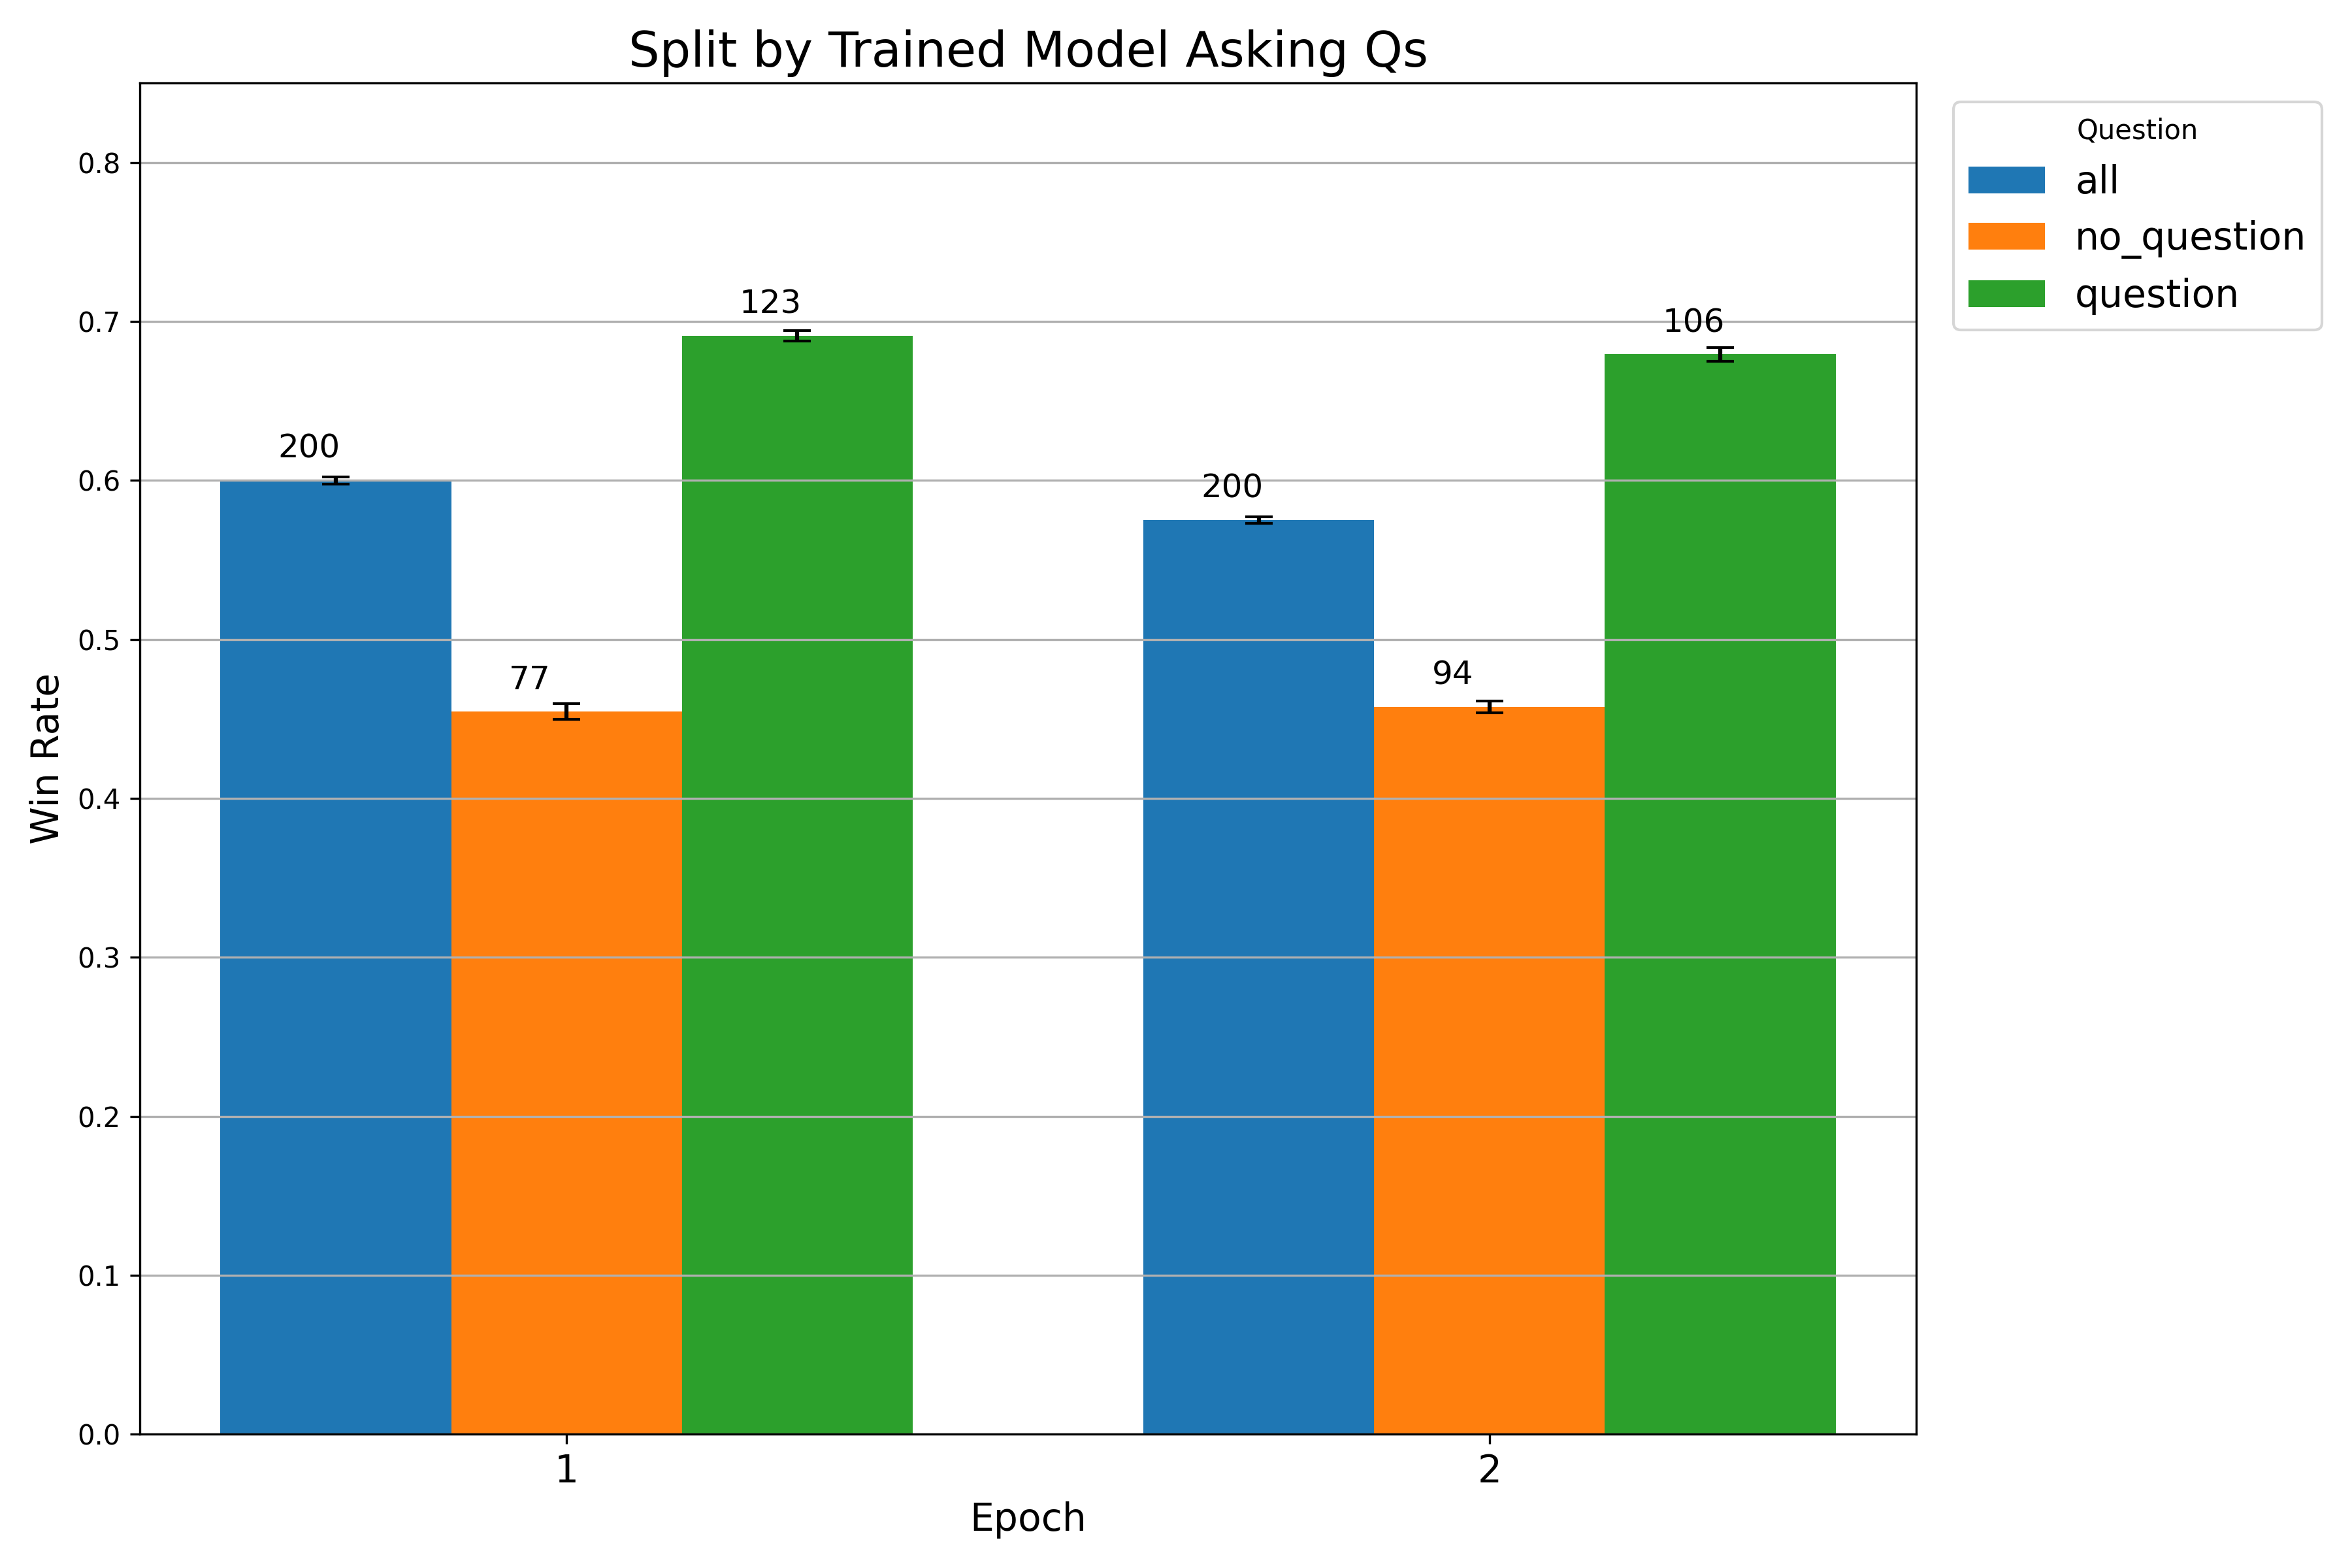 Split by Trained Model Asking Qs
Win Rate
0.8
0.7
0.6
0.5
0.4
0.3
0.2
0.1
0.0
200
77
123
200
94
106
1
2
Epoch
Question
all
no_question
question